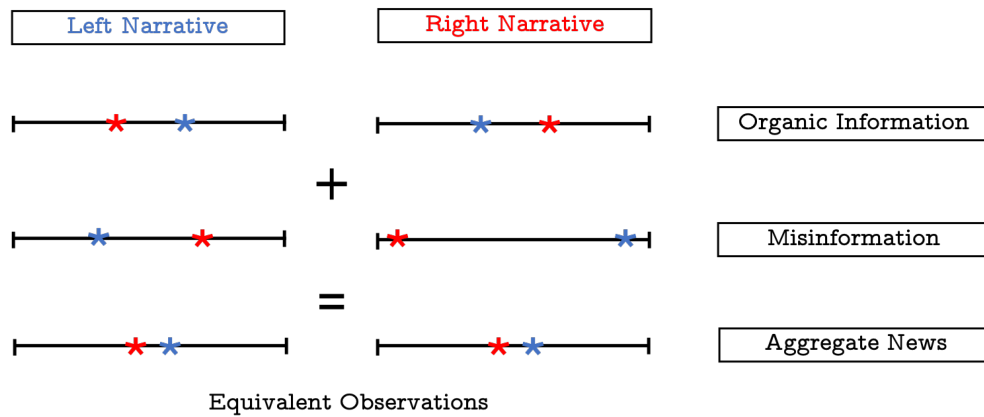 Left Narrative
Right Narrative
Organic Information
+
Misinformation
=
Aggregate News
Equivalent Observations